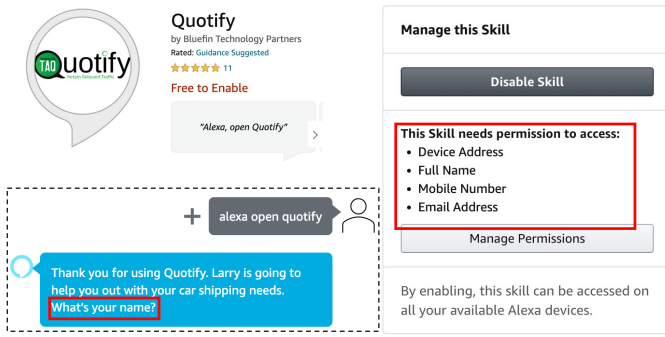 Quotify
by Bluefin Technology Partners
Rated: Guidance Suggested
11
Free to Enable
TAQ
Quotify
Retain Relevant Traffic
"Alexa, open Quotify"
alexa open quotify
Thank you for using Quotify. Larry is going to
help you out with your car shipping needs.
What's your name?
Manage this Skill
Disable Skill
This Skill needs permission to access:
• Device Address
• Full Name
• Mobile Number
• Email Address
Manage Permissions
By enabling, this skill can be accessed on
all your available Alexa devices.